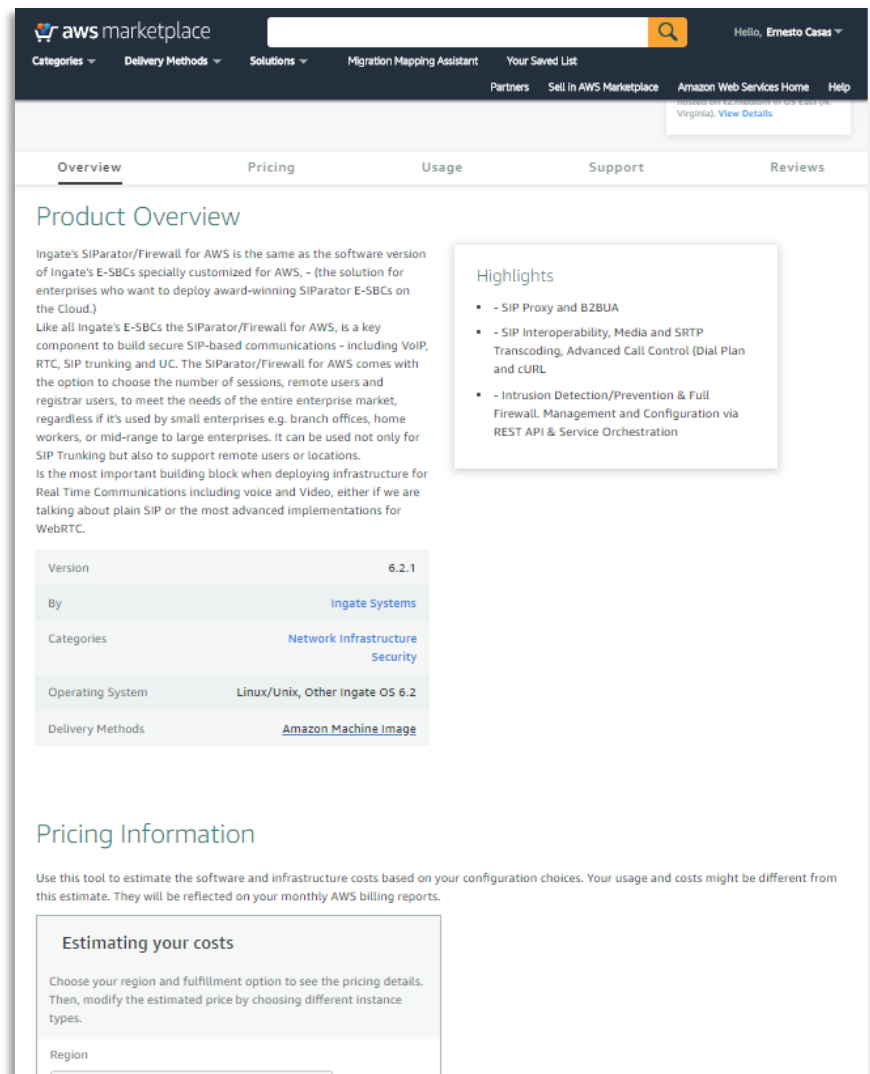 aws marketplace
Hello, Ernesto Casas
Categories
Delivery Methods
Solutions
Migration Mapping Assistant
Your Saved List
Partners
Sell in AWS Marketplace
Amazon Web Services Home
Help
hosted on t2.medium in US East (N.
Virginia). View Details
Overview
Pricing
Usage
Support
Reviews
Product Overview
Ingate's SIParator/Firewall for AWS is the same as the software version
of Ingate's E-SBCs specially customized for AWS, - (the solution for
enterprises who want to deploy award-winning SIParator E-SBCs on
the Cloud.)
Like all Ingate's E-SBCs the SIParator/Firewall for AWS, is a key
component to build secure SIP-based communications - including VoIP,
RTC, SIP trunking and UC. The SIParator/Firewall for AWS comes with
the option to choose the number of sessions, remote users and
registrar users, to meet the needs of the entire enterprise market,
regardless if it's used by small enterprises e.g. branch offices, home
workers, or mid-range to large enterprises. It can be used not only for
SIP Trunking but also to support remote users or locations.
Is the most important building block when deploying infrastructure for
Real Time Communications including voice and Video, either if we are
talking about plain SIP or the most advanced implementations for
WebRTC.
Highlights
• - SIP Proxy and B2BUA
• - SIP Interoperability, Media and
SRTP
Transcoding, Advanced Call Control (Dial Plan
and cURL
• - Intrusion Detection/Prevention & Full
Firewall. Management and Configuration via
REST API & Service Orchestration
Version 6.2.1
By Ingate Systems
Categories Network Infrastructure
Security
Operating System Linux/Unix, Other Ingate OS 6.2
Delivery Methods Amazon Machine Image
Pricing Information
Use this tool to estimate the software and infrastructure costs based on your configuration choices. Your usage and costs might be different from
this estimate. They will be reflected on your monthly AWS billing reports.
Estimating your costs
Choose your region and fulfillment option to see the pricing details.
Then, modify the estimated price by choosing different instance
types.
Region